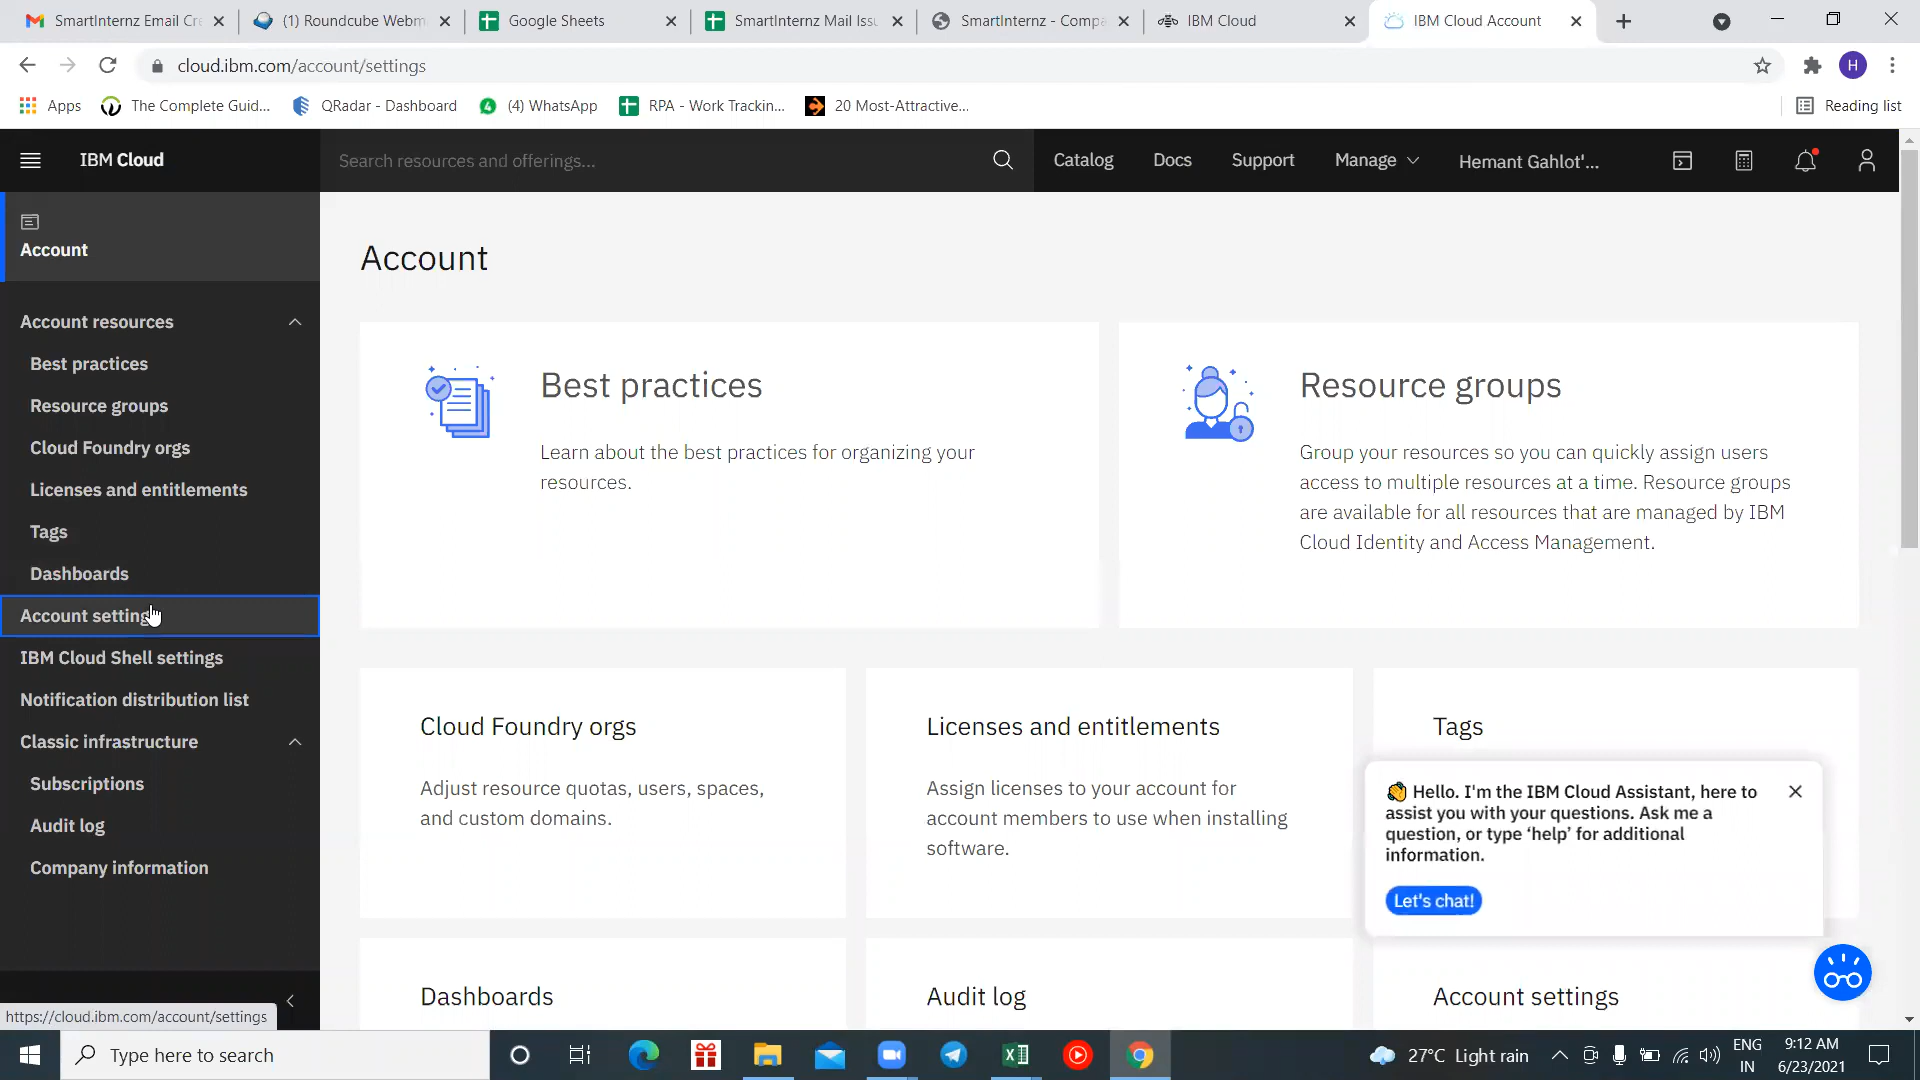 SmartInternz Email Cre
(1) Roundcube Webm
Google Sheets
SmartInternz Mail Issu
SmartInternz - Compa
IBM Cloud
IBM Cloud Account
cloud.ibm.com/account/settings
H
Apps
The Complete Guid...
QRadar - Dashboard
(4) WhatsApp
RPA - Work Trackin...
20 Most-Attractive...
Reading list
IBM Cloud
Search resources and offerings...
Catalog
Docs
Support
Manage
Hemant Gahlot'...
Account
Account resources
Best practices
Resource groups
Cloud Foundry orgs
Licenses and entitlements
Tags
Dashboards
Account setting
IBM Cloud Shell settings
Notification distribution list
Classic infrastructure
Subscriptions
Audit log
Company information
https://cloud.ibm.com/account/settings
Account
Best practices
Learn about the best practices for organizing your
resources.
Resource groups
Group your resources so you can quickly assign users
access to multiple resources at a time. Resource groups
are available for all resources that are managed by IBM
Cloud Identity and Access Management.
Cloud Foundry orgs
Adjust resource quotas, users, spaces,
and custom domains.
Licenses and entitlements
Assign licenses to your account for
account members to use when installing
software.
Tags
Hello. I'm the IBM Cloud Assistant, here to
assist you with your questions. Ask me a
question, or type ‘help’ for additional
information.
Let's chat!
Dashboards
Audit log
Account settings
Type here to search
27°C Light rain
ENG
IN
9:12 AM
6/23/2021